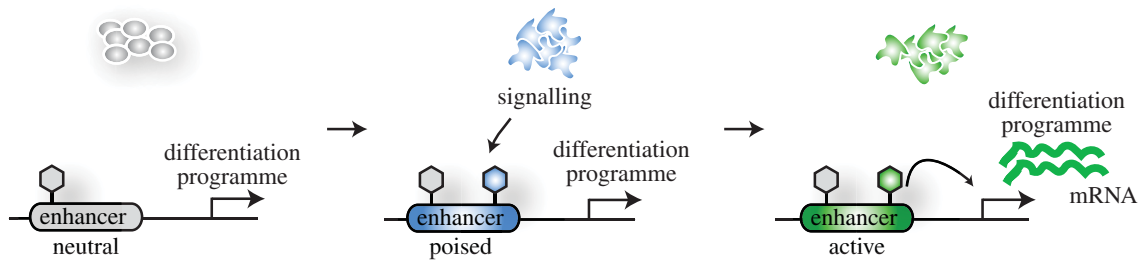 differentiation
programme
enhancer
neutral
signalling
differentiation
programme
enhancer
poised
differentiation
programme
mRNA
enhancer
active